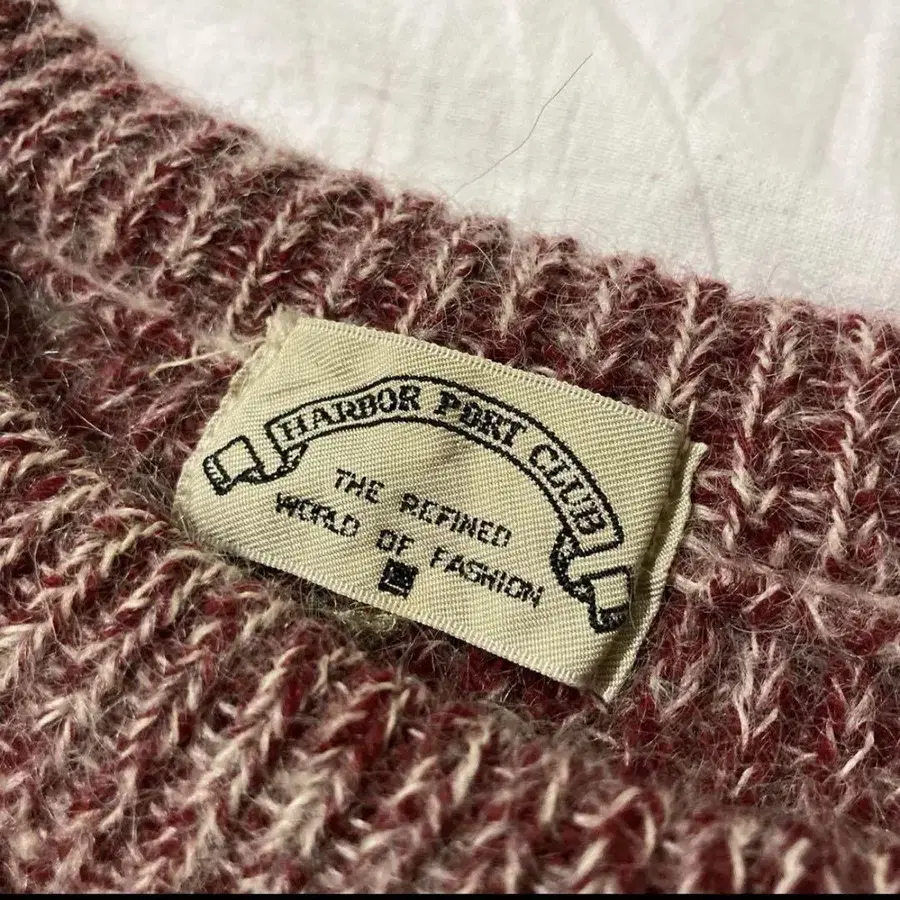 HARBOR PORT CLUB
THE REFINED
WORLD OF FASHION